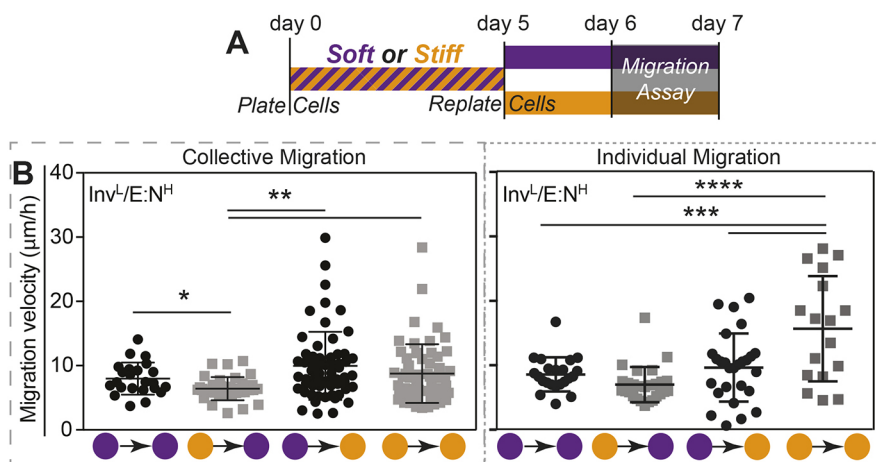 day 0 day 5 day 6 day 7
A
Soft or Stiff
Migration
Assay
Plate Cells Replate Cells
B
Collective Migration Individual Migration
40
Inv^L/E:N^H ** Inv^L/E:N^H ****
***
30
20
*
10
0
Migration velocity (μm/h)